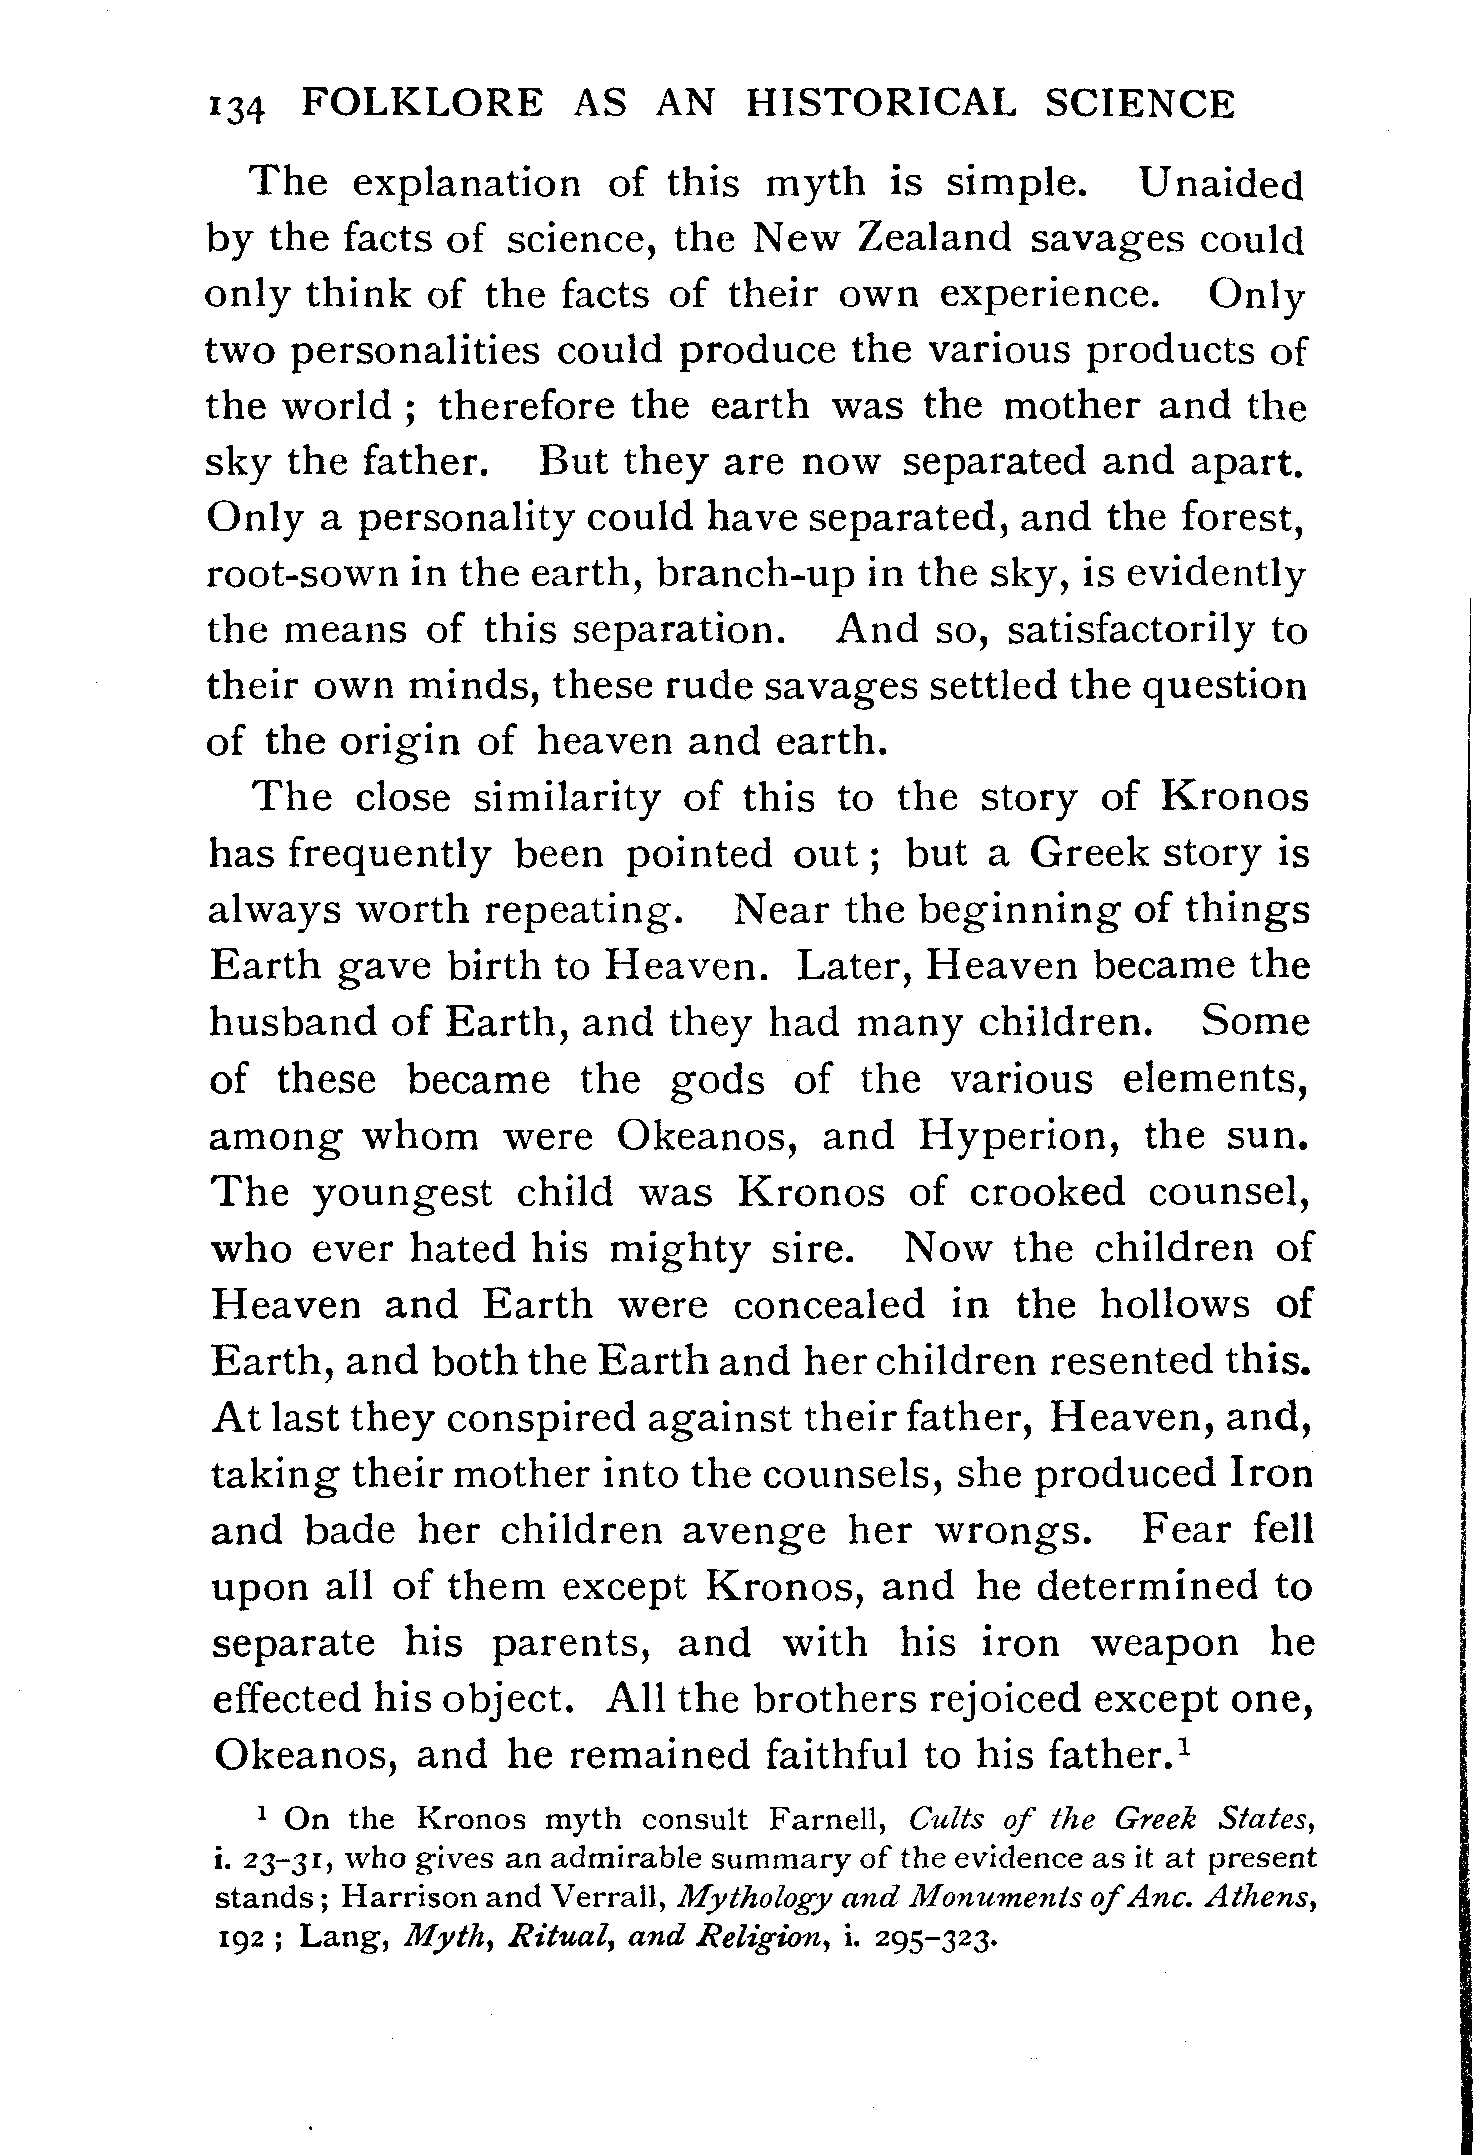 134 FOLKLORE AS AN HISTORICAL SCIENCE
The explanation of this myth is simple. Unaided
by the facts of science, the New Zealand savages could
only think of the facts of their own experience. Only
two personalities could produce the various products of
the world ; therefore the earth was the mother and the
sky the father. But they are now separated and apart.
Only a personality could have separated, and the forest,
root-sown in the earth, branch-up in the sky, is evidently
the means of this separation. And so, satisfactorily to
their own minds, these rude savages settled the question
of the origin of heaven and earth.
The close similarity of this to the story of Kronos
has frequently been pointed out ; but a Greek story is
always worth repeating. Near the beginning of things
Earth gave birth to Heaven. Later, Heaven became the
husband of Earth, and they had many children. Some
of these became the gods of the various elements,
among whom were Okeanos, and Hyperion, the sun.
The youngest child was Kronos of crooked counsel,
who ever hated his mighty sire. Now the children of
Heaven and Earth were concealed in the hollows of
Earth, and both the Earth and her children resented this.
At last they conspired against their father, Heaven, and,
taking their mother into the counsels, she produced Iron
and bade her children avenge her wrongs. Fear fell
upon all of them except Kronos, and he determined to
separate his parents, and with his iron weapon he
effected his object. All the brothers rejoiced except one,
Okeanos, and he remained faithful to his father.¹
¹ On the Kronos myth consult Farnell, Cults of the Greek States,
i. 23–31, who gives an admirable summary of the evidence as it at present
stands ; Harrison and Verrall, Mythology and Monuments of Anc. Athens,
192 ; Lang, Myth, Ritual, and Religion, i. 295–323.